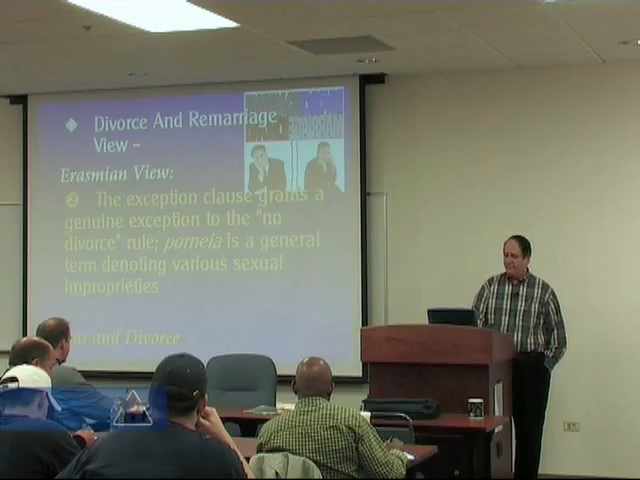 Divorce And Remarriage
View –
Erasmian View:
❷ The exception clause grants a
genuine exception to the "no
divorce" rule; porneia is a general
term denoting various sexual
improprieties
and Divorce